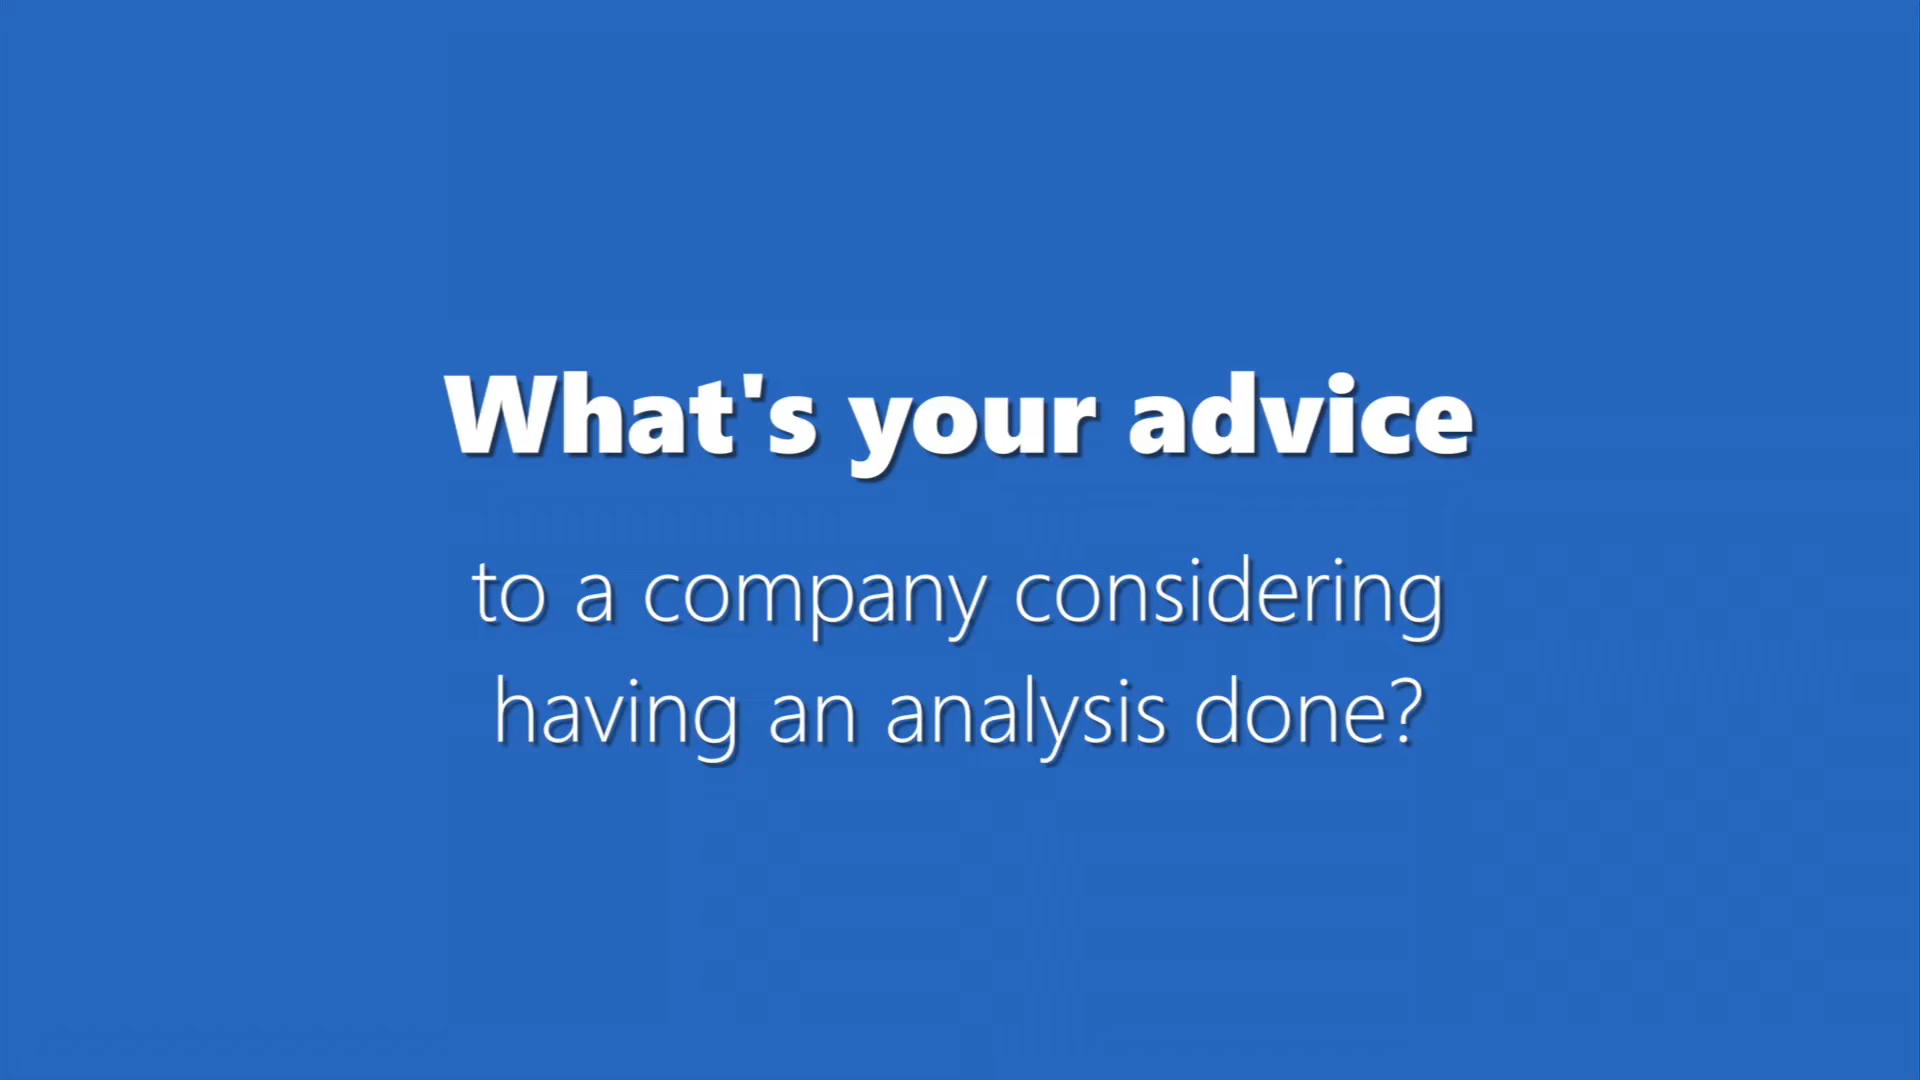 What's your advice
to a company considering
having an analysis done?